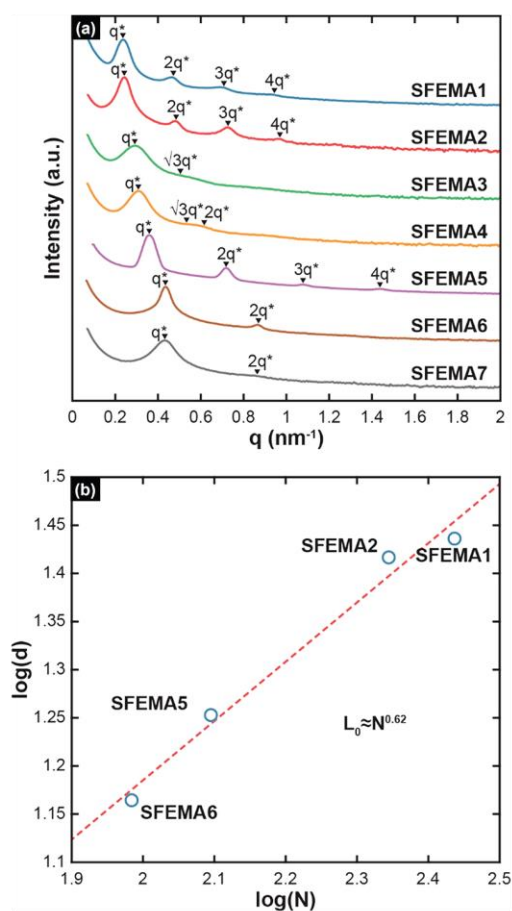 (a)
q* 2q* 3q* 4q* SFEMA1
q* 2q* 3q* 4q* SFEMA2
q* √3q* SFEMA3
q* √3q* 2q* SFEMA4
q* 2q* 3q* 4q* SFEMA5
q* 2q* SFEMA6
q* 2q* SFEMA7
Intensity (a.u.)
0 0.2 0.4 0.6 0.8 1 1.2 1.4 1.6 1.8 2
q (nm⁻¹)
(b)
1.5
1.45
1.4
1.35
1.3
1.25
1.2
1.15
1.1
log(d)
SFEMA2
SFEMA1
SFEMA5
L₀≈N⁰·⁶²
SFEMA6
1.9 2 2.1 2.2 2.3 2.4 2.5
log(N)